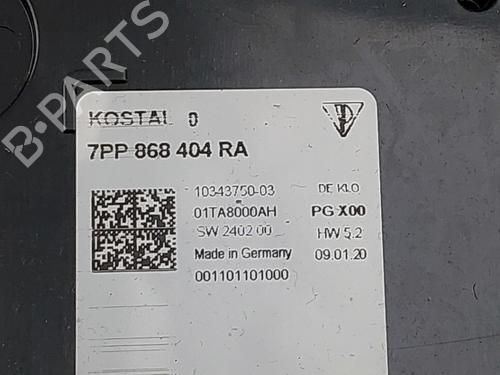 B-PARTS
KOSTAL 0
7PP 868 404 RA
10343750-03 DE KLO
01TA8000AH PG X00
SW 2402 00 HW 5.2
Made in Germany 09.01.20
001101101000